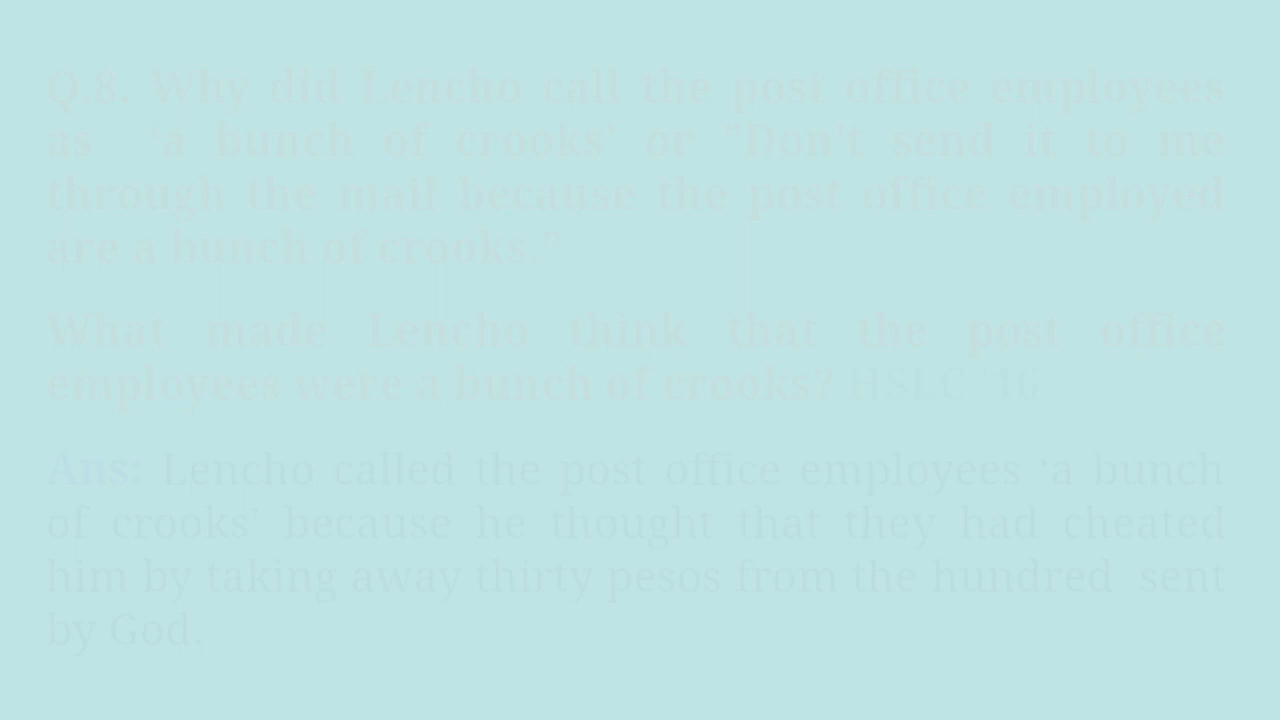 Q.8. Why did Lencho call the post office employees
as 'a bunch of crooks' or "Don't send it to me
through the mail because the post office employed
are a bunch of crooks."
What made Lencho think that the post office
employees were a bunch of crooks? HSLC '16
Ans: Lencho called the post office employees 'a bunch
of crooks' because he thought that they had cheated
him by taking away thirty pesos from the hundred sent
by God.